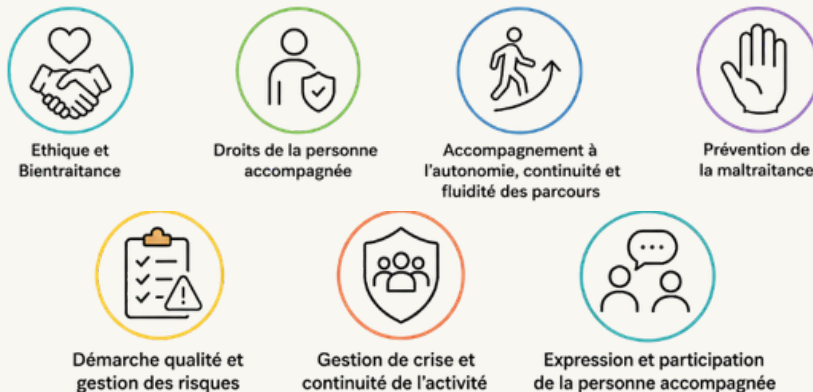 Ethique et
Bientraitance
Droits de la personne
accompagnée
Accompagnement à
l'autonomie, continuité et
fluidité des parcours
Prévention de
la maltraitance
Démarche qualité et
gestion des risques
Gestion de crise et
continuité de l'activité
Expression et participation
de la personne accompagnée